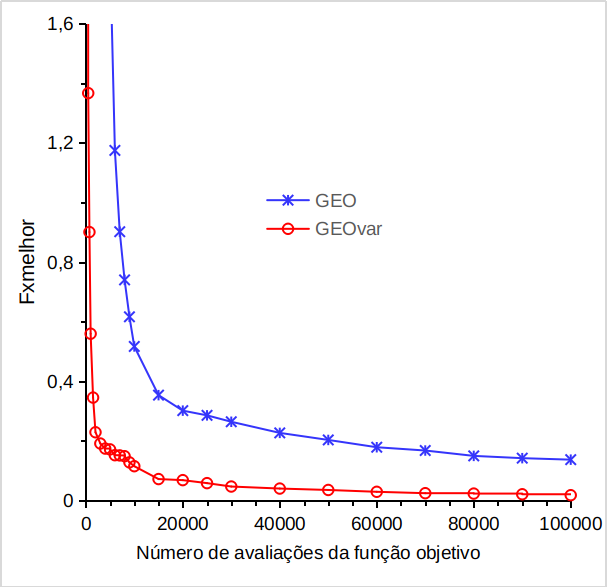 1,6
1,2
0,8
0,4
0
Fxmelhor
GEO
GEOvar
0 20000 40000 60000 80000 100000
Número de avaliações da função objetivo